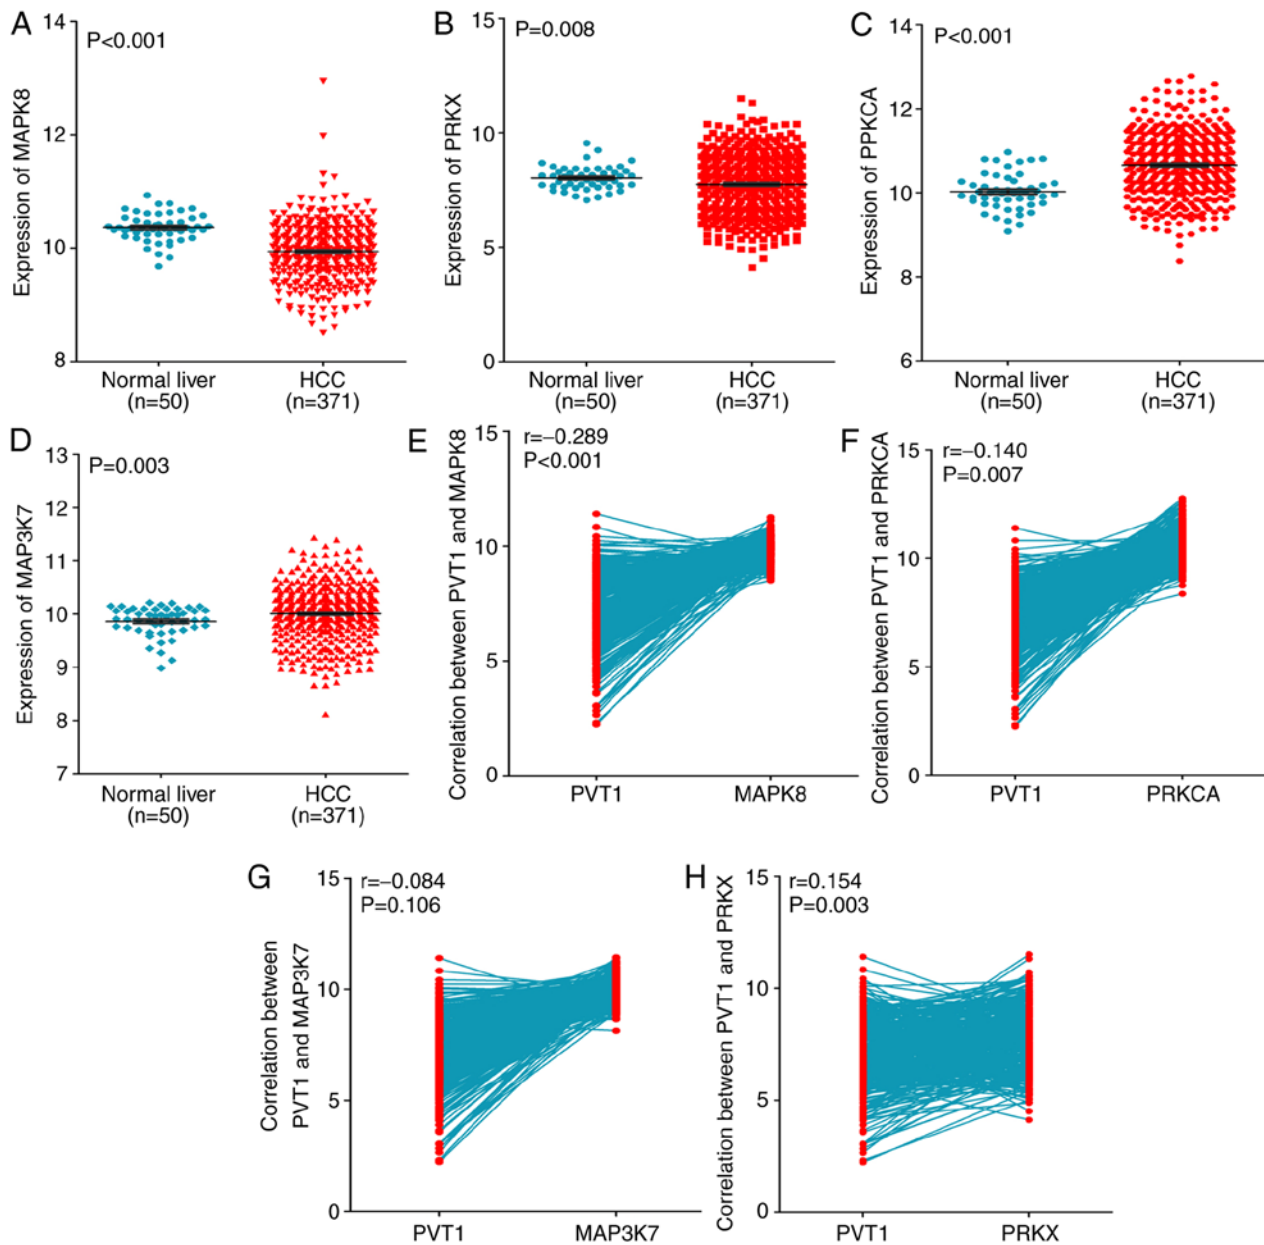 A
P<0.001
Expression of MAPK8
14
12
10
8
Normal liver
(n=50)
HCC
(n=371)
B
P=0.008
Expression of PRKX
15
10
5
0
Normal liver
(n=50)
HCC
(n=371)
C
P<0.001
Expression of PPKCA
14
12
10
8
6
Normal liver
(n=50)
HCC
(n=371)
D
P=0.003
Expression of MAP3K7
13
12
11
10
9
8
7
Normal liver
(n=50)
HCC
(n=371)
E
r=−0.289
P<0.001
Correlation between PVT1 and MAPK8
15
10
5
0
PVT1
MAPK8
F
r=−0.140
P=0.007
Correlation between PVT1 and PRKCA
15
10
5
0
PVT1
PRKCA
G
r=−0.084
P=0.106
Correlation between
PVT1 and MAP3K7
15
10
5
0
PVT1
MAP3K7
H
r=0.154
P=0.003
Correlation between PVT1 and PRKX
15
10
5
0
PVT1
PRKX